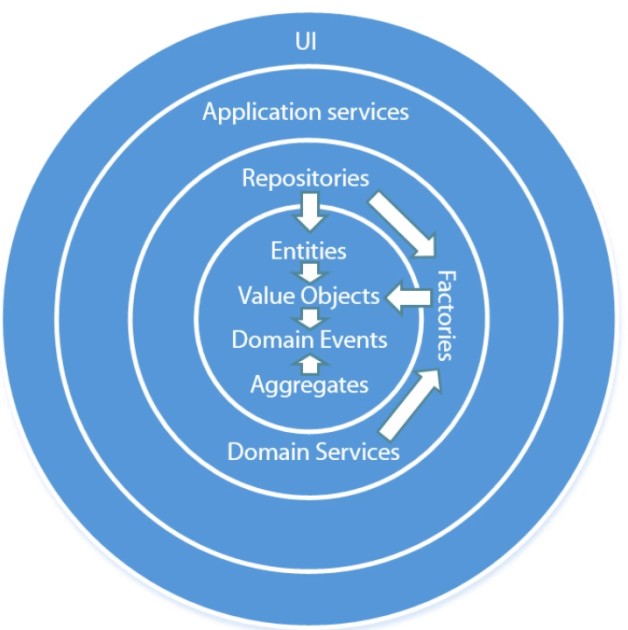 UI
Application services
Repositories
Entities
Value Objects
Domain Events
Aggregates
Factories
Domain Services